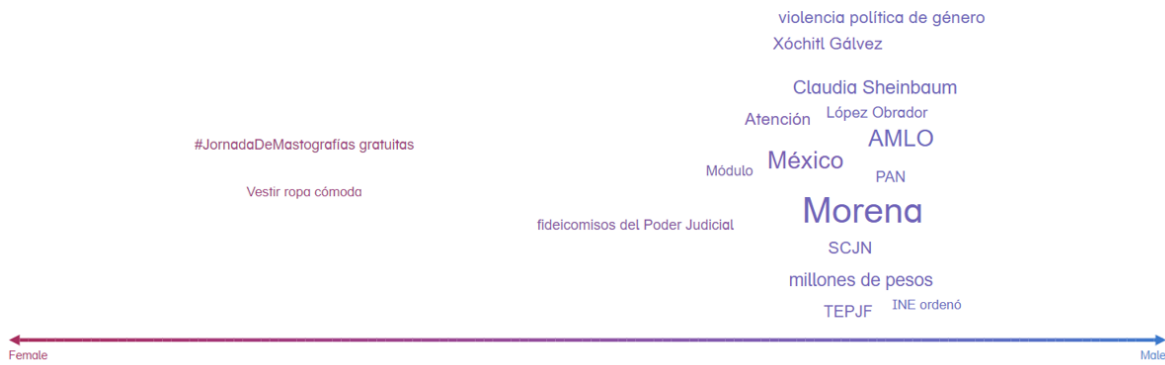 violencia política de género
Xóchitl Gálvez
Claudia Sheinbaum
López Obrador
Atención
AMLO
#JornadaDeMastografías gratuitas
México
Módulo
PAN
Vestir ropa cómoda
Morena
fideicomisos del Poder Judicial
SCJN
millones de pesos
INE ordenó
TEPJF
Female
Male